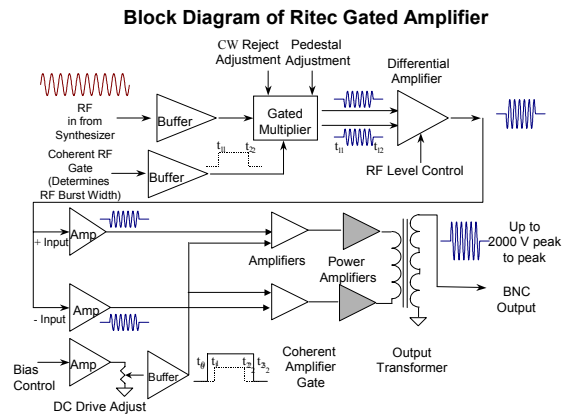 Block Diagram of Ritec Gated Amplifier
CW Reject
Adjustment
Pedestal
Adjustment
Differential
Amplifier
RF
in from
Synthesizer
Buffer
Gated
Multiplier
Coherent RF
Gate
(Determines
RF Burst Width)
Buffer
RF Level Control
+ Input
Amp
Amplifiers
Power
Amplifiers
Up to
2000 V peak
to peak
BNC
Output
- Input
Amp
Bias
Control
Amp
DC Drive Adjust
Buffer
Coherent
Amplifier
Gate
Output
Transformer